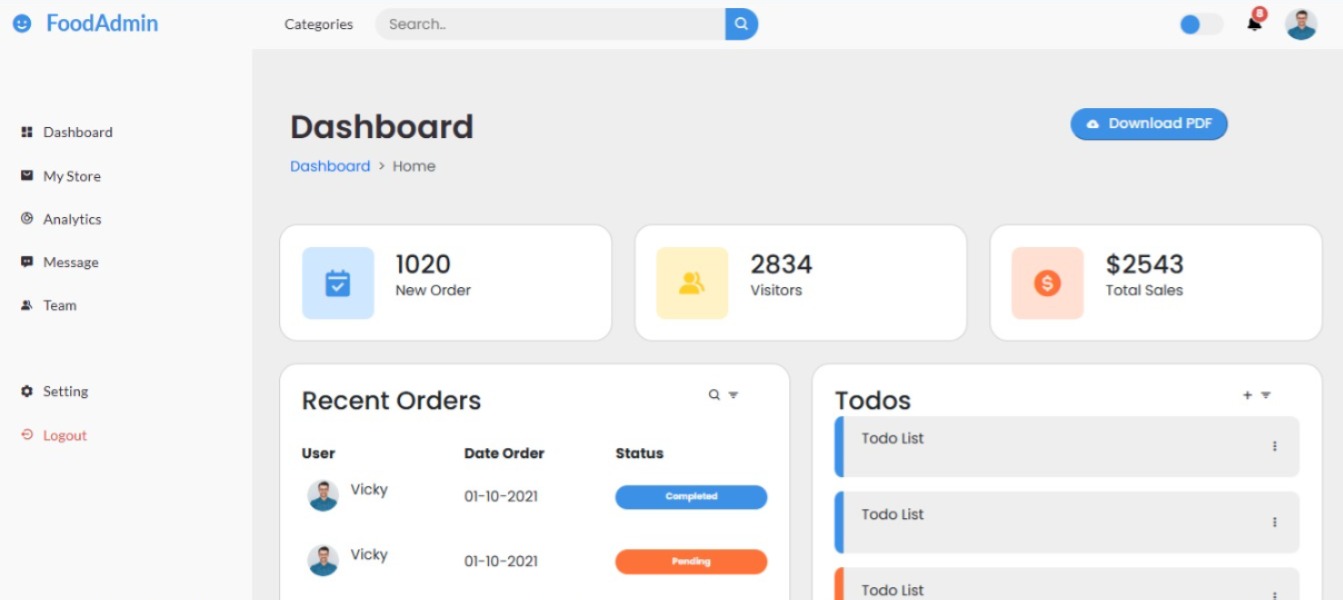 FoodAdmin
Categories
Search..
8
Dashboard
My Store
Analytics
Message
Team
Setting
Logout
Dashboard
Download PDF
Dashboard > Home
1020
New Order
2834
Visitors
$2543
Total Sales
Recent Orders
User Date Order Status
Vicky 01-10-2021 Completed
Vicky 01-10-2021 Pending
Todos
Todo List
Todo List
Todo List